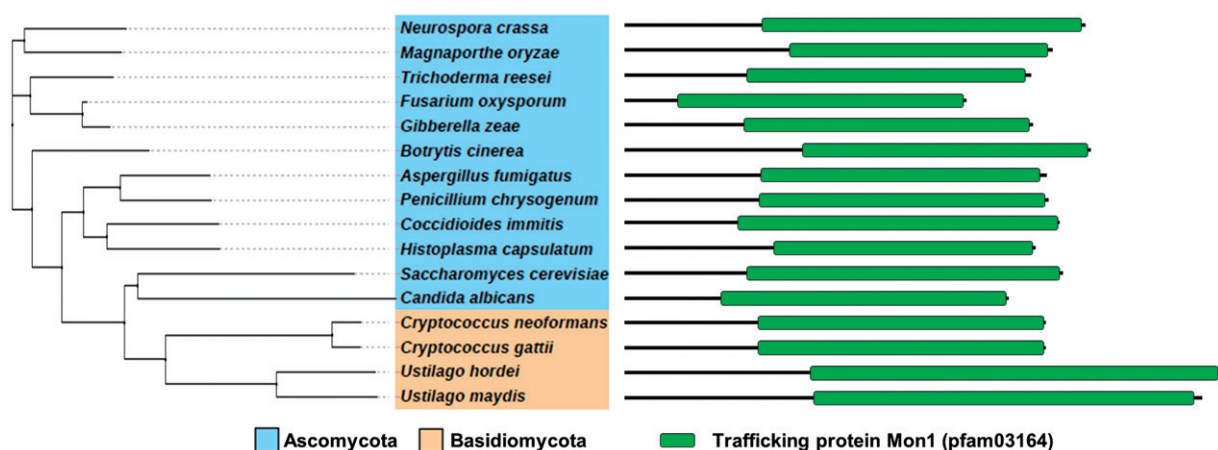 Neurospora crassa
Magnaporthe oryzae
Trichoderma reesei
Fusarium oxysporum
Gibberella zeae
Botrytis cinerea
Aspergillus fumigatus
Penicillium chrysogenum
Coccidioides immitis
Histoplasma capsulatum
Saccharomyces cerevisiae
Candida albicans
Cryptococcus neoformans
Cryptococcus gattii
Ustilago hordei
Ustilago maydis
Ascomycota Basidiomycota Trafficking protein Mon1 (pfam03164)